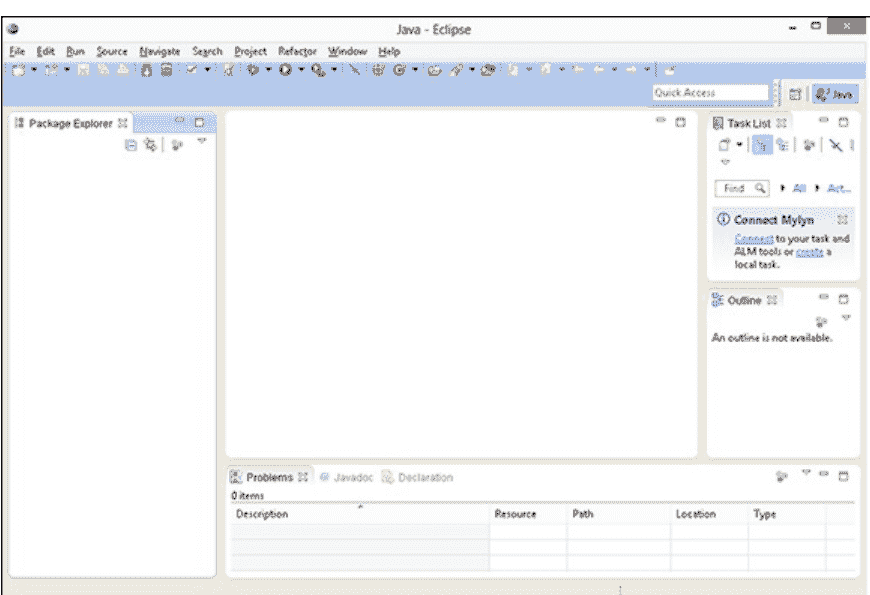 Java - Eclipse
File Edit Run Source Navigate Search Project Refactor Window Help
Quick Access
Java
Package Explorer
Task List
Find All Act...
Connect Mylyn
Connect to your task and
ALM tools or create a
local task.
Outline
An outline is not available.
Problems Javadoc Declaration
0 items
Description Resource Path Location Type